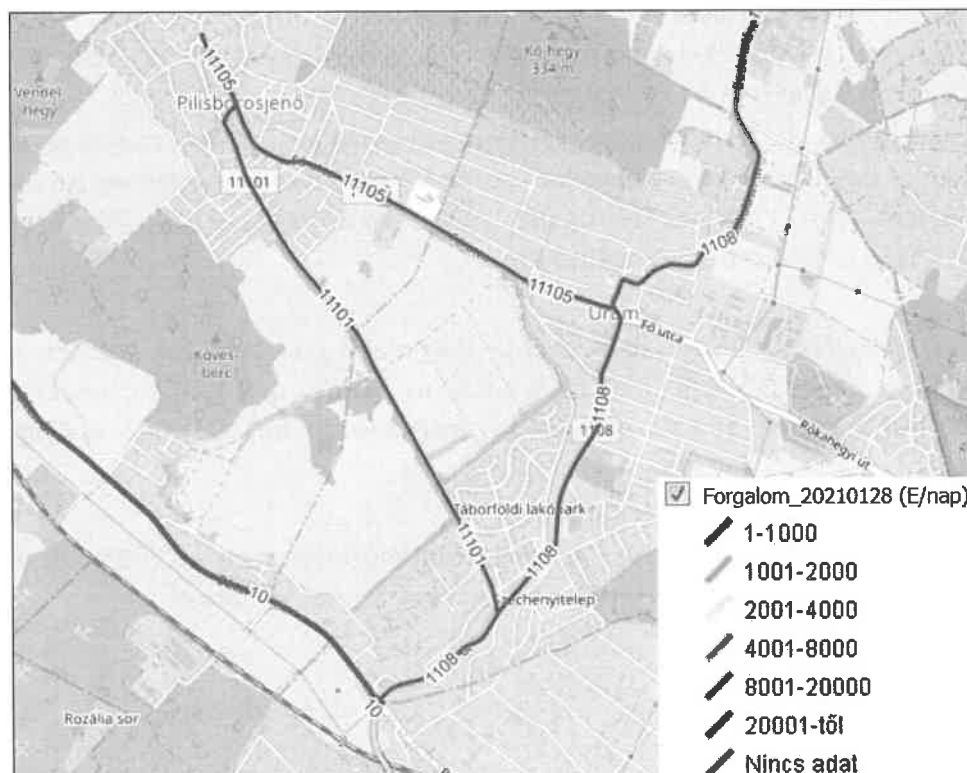 Kő hegy
334 m
11105
Vendel
hegy
Pilisborosjenő
11101
11105
1108
11101
11105
Üröm
Fő utca
Köves-
bérc
1108
1108
Rókahegyi út
Táborföldi lakópark
11101
1108
zéchenyitelep
10
1108
10
Rozália sor
Forgalom_20210128 (E/nap)
1-1000
1001-2000
2001-4000
4001-8000
8001-20000
20001-től
Nincs adat